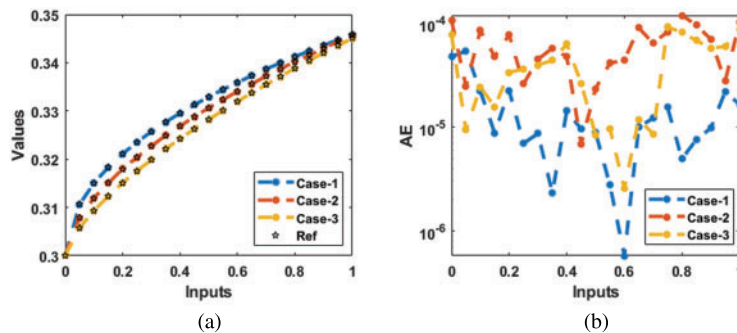 0.35
0.34
0.33
0.32
0.31
0.3
Values
0 0.2 0.4 0.6 0.8 1
Inputs
Case-1
Case-2
Case-3
Ref
(a)
10-4
10-5
10-6
AE
0 0.2 0.4 0.6 0.8 1
Inputs
Case-1
Case-2
Case-3
(b)